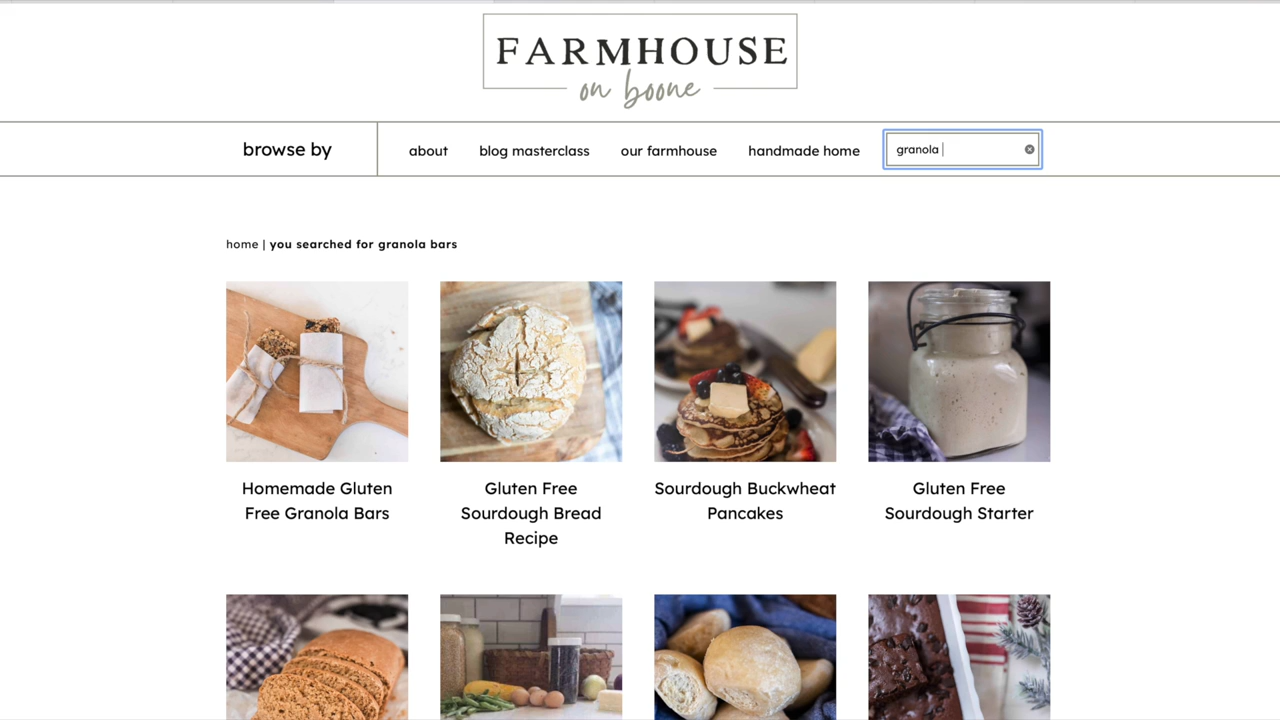 FARMHOUSE
on boone
browse by
about
blog masterclass
our farmhouse
handmade home
granola
home | you searched for granola bars
Homemade Gluten
Free Granola Bars
Gluten Free
Sourdough Bread
Recipe
Sourdough Buckwheat
Pancakes
Gluten Free
Sourdough Starter